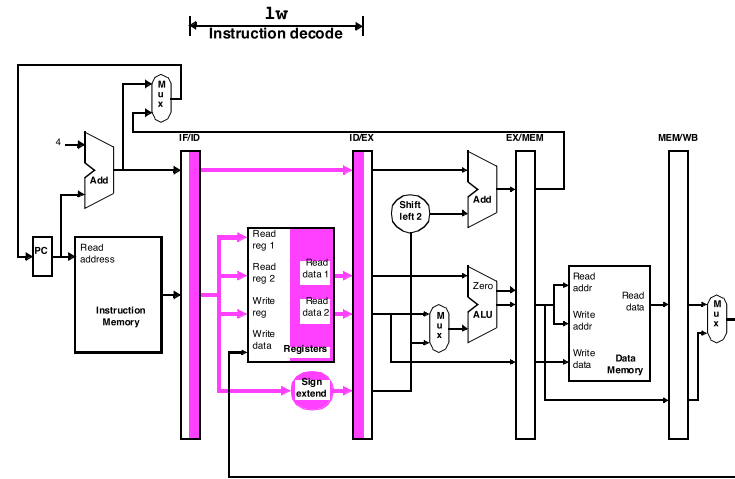 lw
Instruction decode
M
u
x
IF/ID
ID/EX
EX/MEM
MEM/WB
4
Add
Add
Shift
left 2
PC
Read
address
Instruction
Memory
Read
reg 1
Read
reg 2
Write
reg
Write
data
Read
data 1
Read
data 2
Registers
Sign
extend
M
u
x
Zero
ALU
Read
addr
Write
addr
Write
data
Read
data
Data
Memory
M
u
x